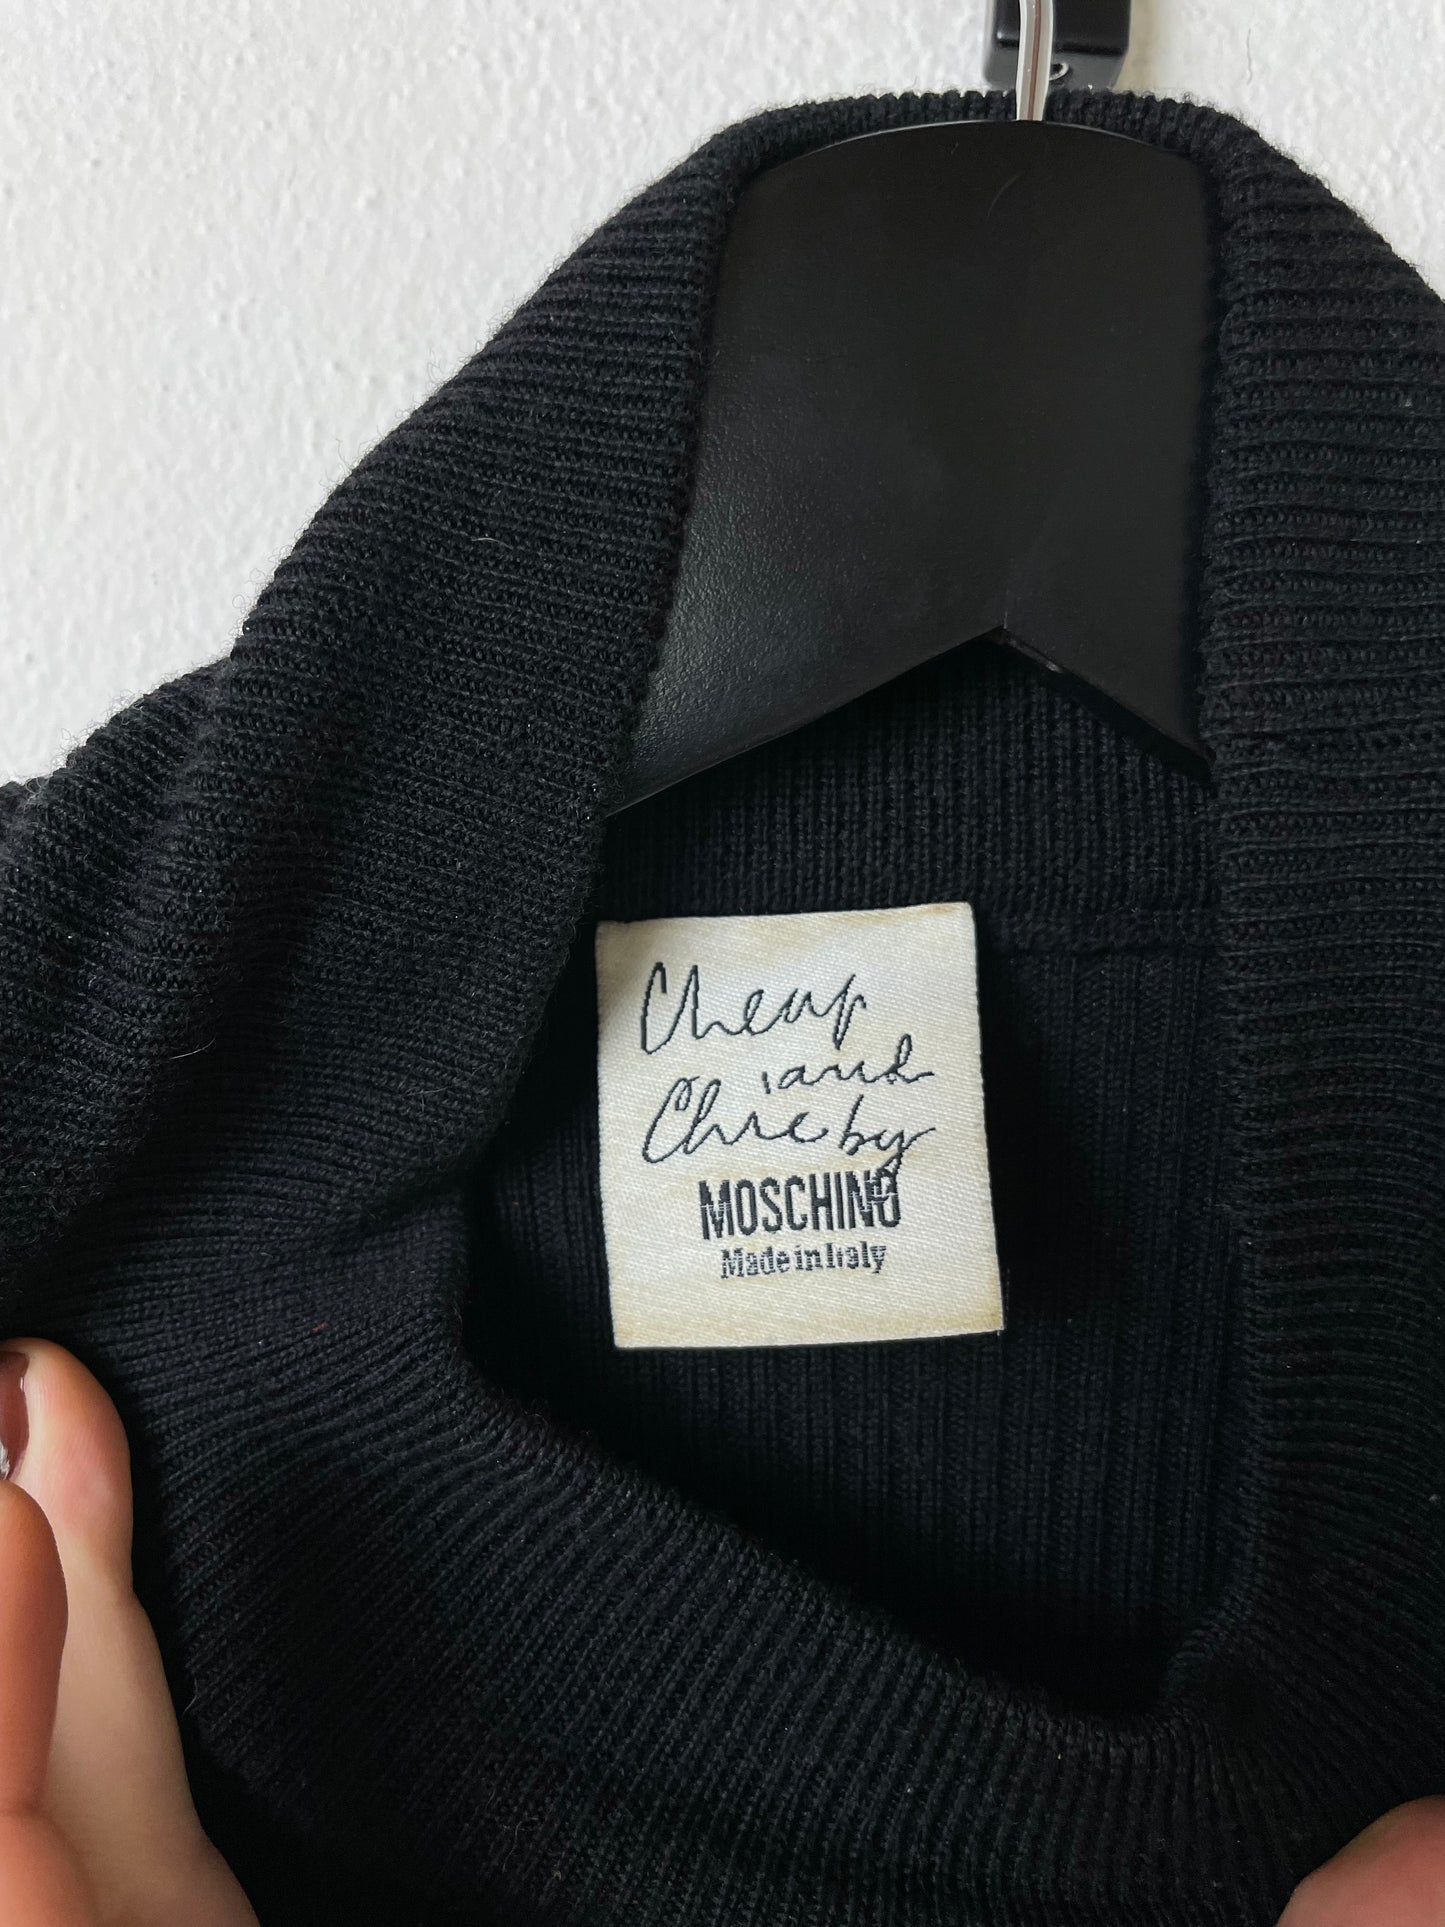 Cheap
and
Chic by
MOSCHINO
Made in Italy